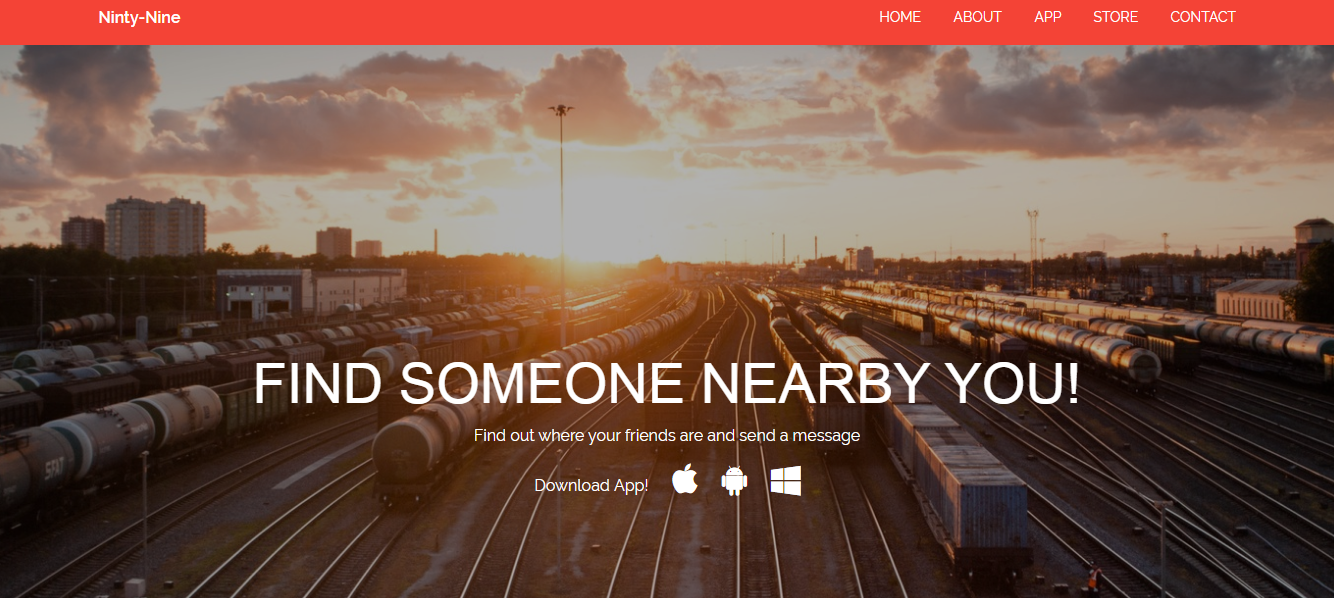 Ninty-Nine
HOME ABOUT APP STORE CONTACT
FIND SOMEONE NEARBY YOU!
Find out where your friends are and send a message
Download App!